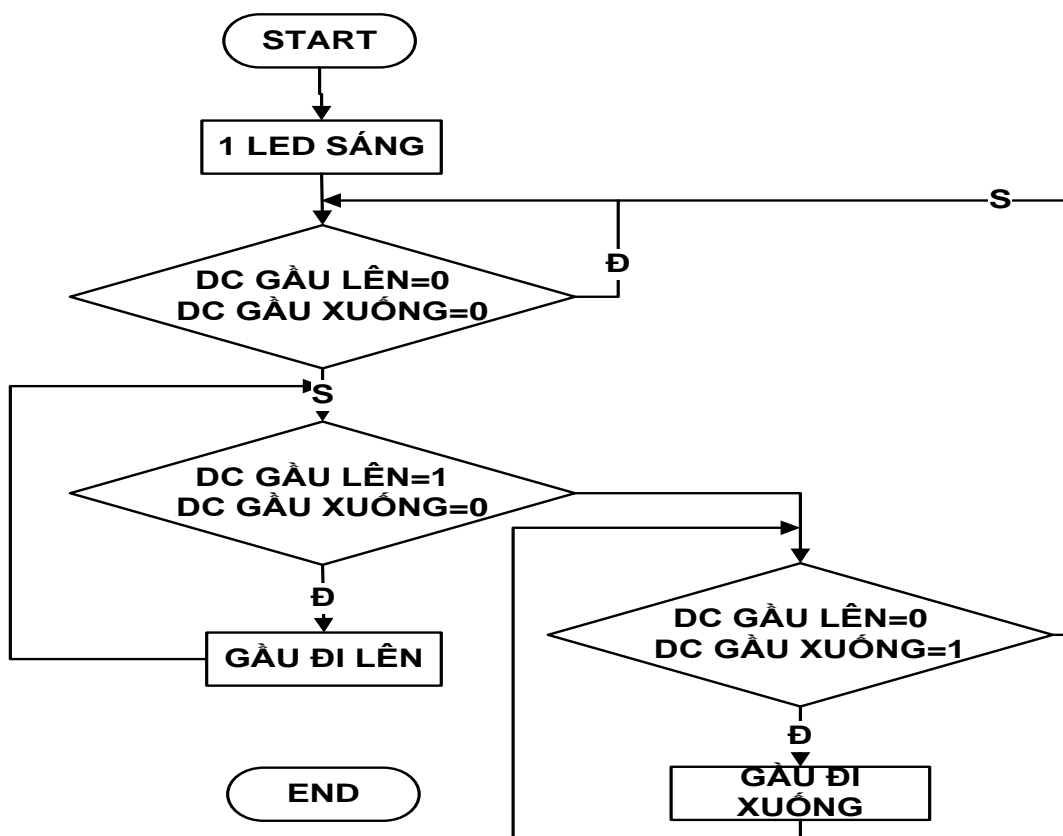 START
1 LED SÁNG
S
DC GẦU LÊN=0
DC GẦU XUỐNG=0
Đ
S
DC GẦU LÊN=1
DC GẦU XUỐNG=0
Đ
GẦU ĐI LÊN
DC GẦU LÊN=0
DC GẦU XUỐNG=1
Đ
GẦU ĐI
XUỐNG
END